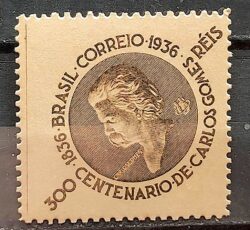 1836·BRASIL·CORREIO·1936·
300 RÉIS
CENTENARIO·DE·CARLOS GOMES